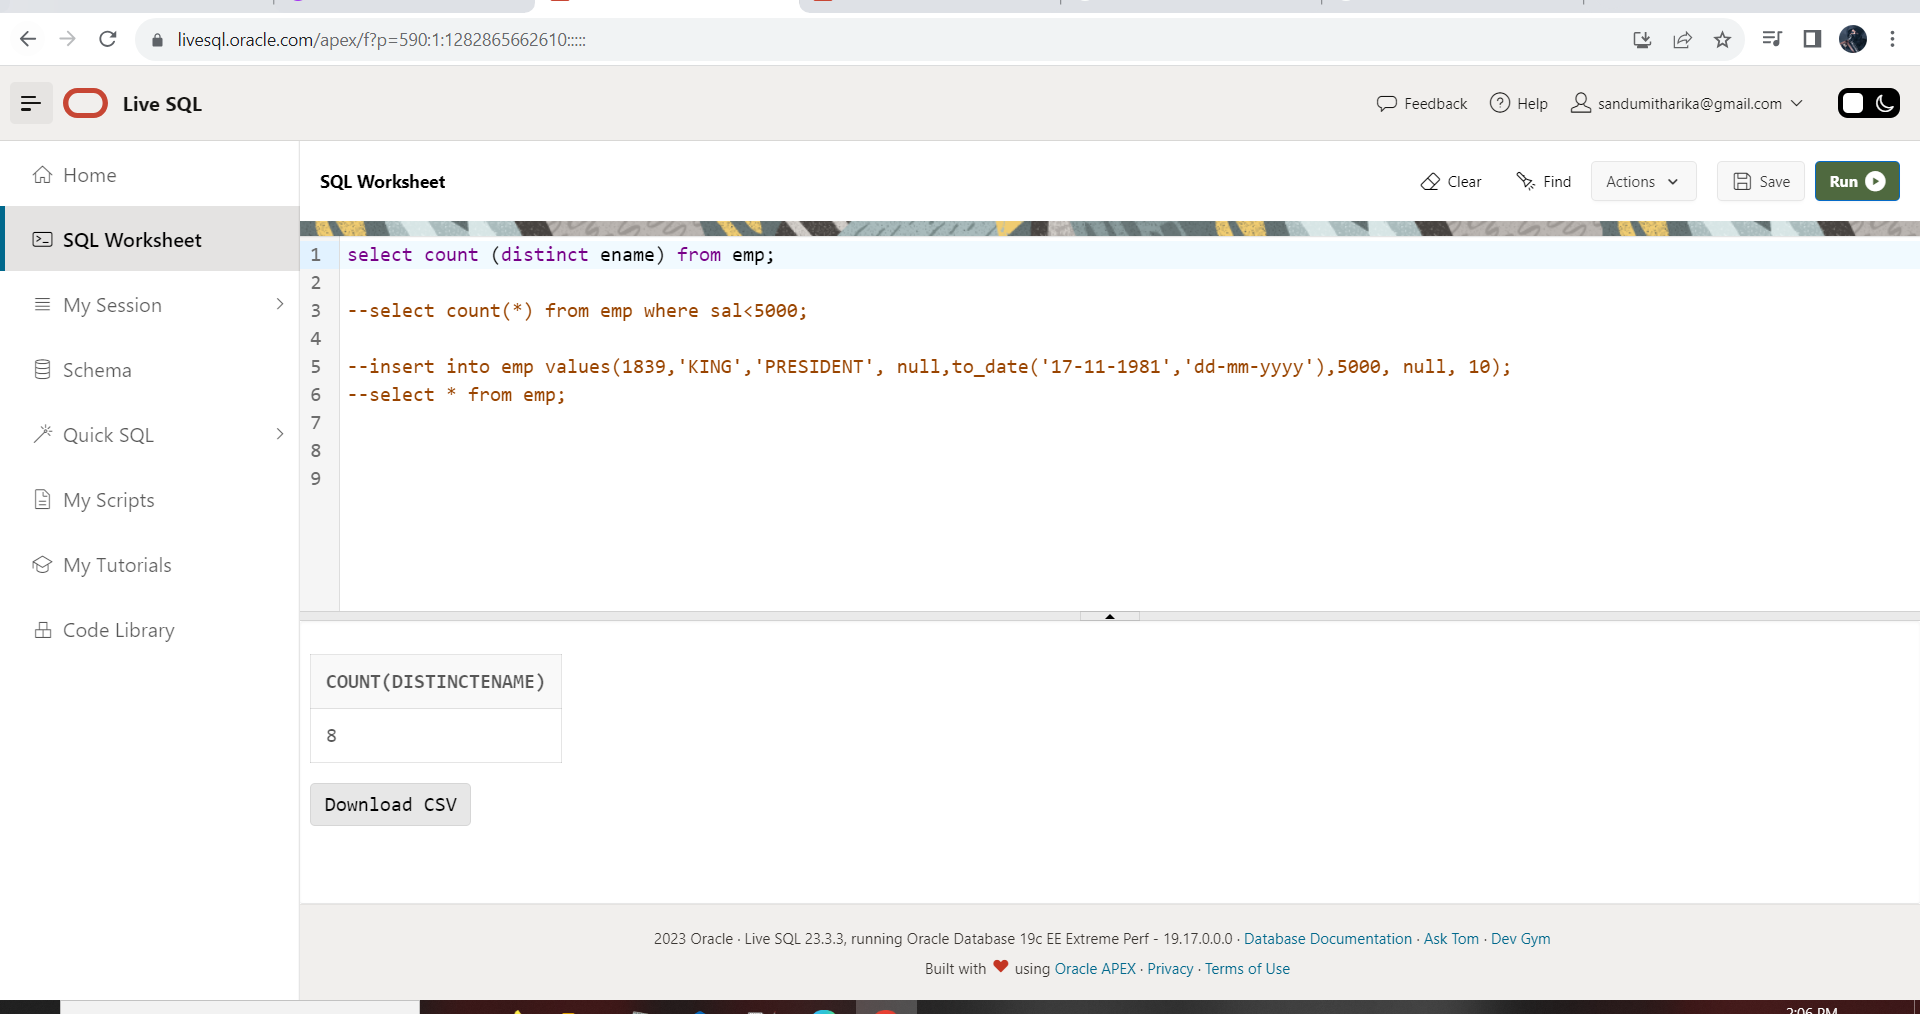 livesql.oracle.com/apex/f?p=590:1:1282865662610:::::
Live SQL
Feedback
Help
sandumitharika@gmail.com
Home
SQL Worksheet
My Session
Schema
Quick SQL
My Scripts
My Tutorials
Code Library
SQL Worksheet
Clear
Find
Actions
Save
Run
1 select count (distinct ename) from emp;
2
3 --select count(*) from emp where sal<5000;
4
5 --insert into emp values(1839,'KING','PRESIDENT', null,to_date('17-11-1981','dd-mm-yyyy'),5000, null, 10);
6 --select * from emp;
7
8
9
COUNT(DISTINCTENAME)
8
Download CSV
2023 Oracle · Live SQL 23.3.3, running Oracle Database 19c EE Extreme Perf - 19.17.0.0.0 · Database Documentation · Ask Tom · Dev Gym
Built with ❤ using Oracle APEX · Privacy · Terms of Use
2:06 PM